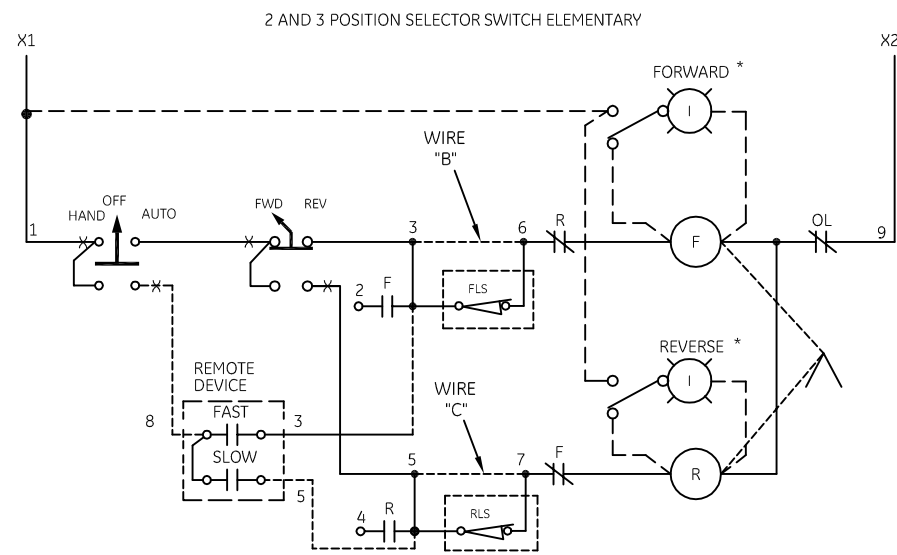 2 AND 3 POSITION SELECTOR SWITCH ELEMENTARY
X1
X2
FORWARD *
I
WIRE
"B"
OFF
HAND
AUTO
FWD
REV
1
X
X
3
6
R
F
OL
9
X
X
2
F
FLS
REVERSE *
I
REMOTE
DEVICE
FAST
8
3
WIRE
"C"
SLOW
5
5
7
F
R
4
R
RLS